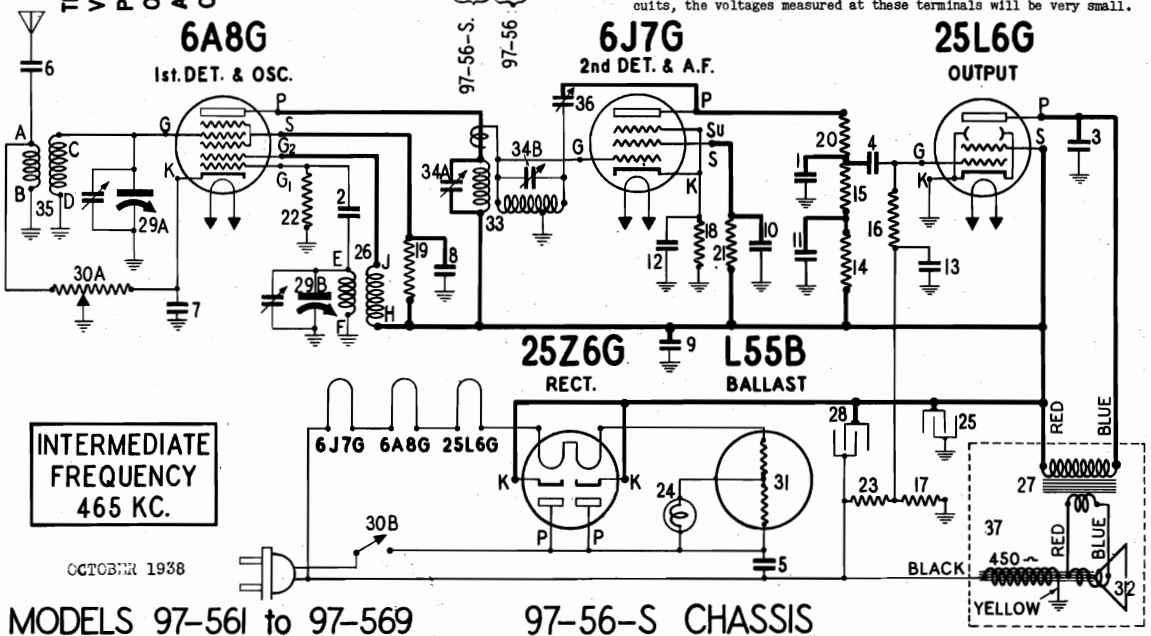 cuits, the voltages measured at these terminals will be very small.
97-56-S.
97-56
6A8G
1st. DET. & OSC.
6J7G
2nd DET. & A.F.
25L6G
OUTPUT
6
A
B
C
D
35
29A
30A
7
G
K
P
S
G2
G1
22
2
E
F
29B
26
J
H
19
8
34A
33
34B
36
G
P
Su
S
K
12
18
21
10
9
1
11
20
15
14
4
16
13
G
K
P
S
3
25Z6G
RECT.
L55B
BALLAST
6J7G 6A8G 25L6G
K
K
P
P
30B
24
31
5
28
25
23
17
RED
BLUE
27
37
RED
BLUE
450~
BLACK
YELLOW
32
INTERMEDIATE
FREQUENCY
465 KC.
OCTOBER 1938
MODELS 97-561 to 97-569
97-56-S CHASSIS